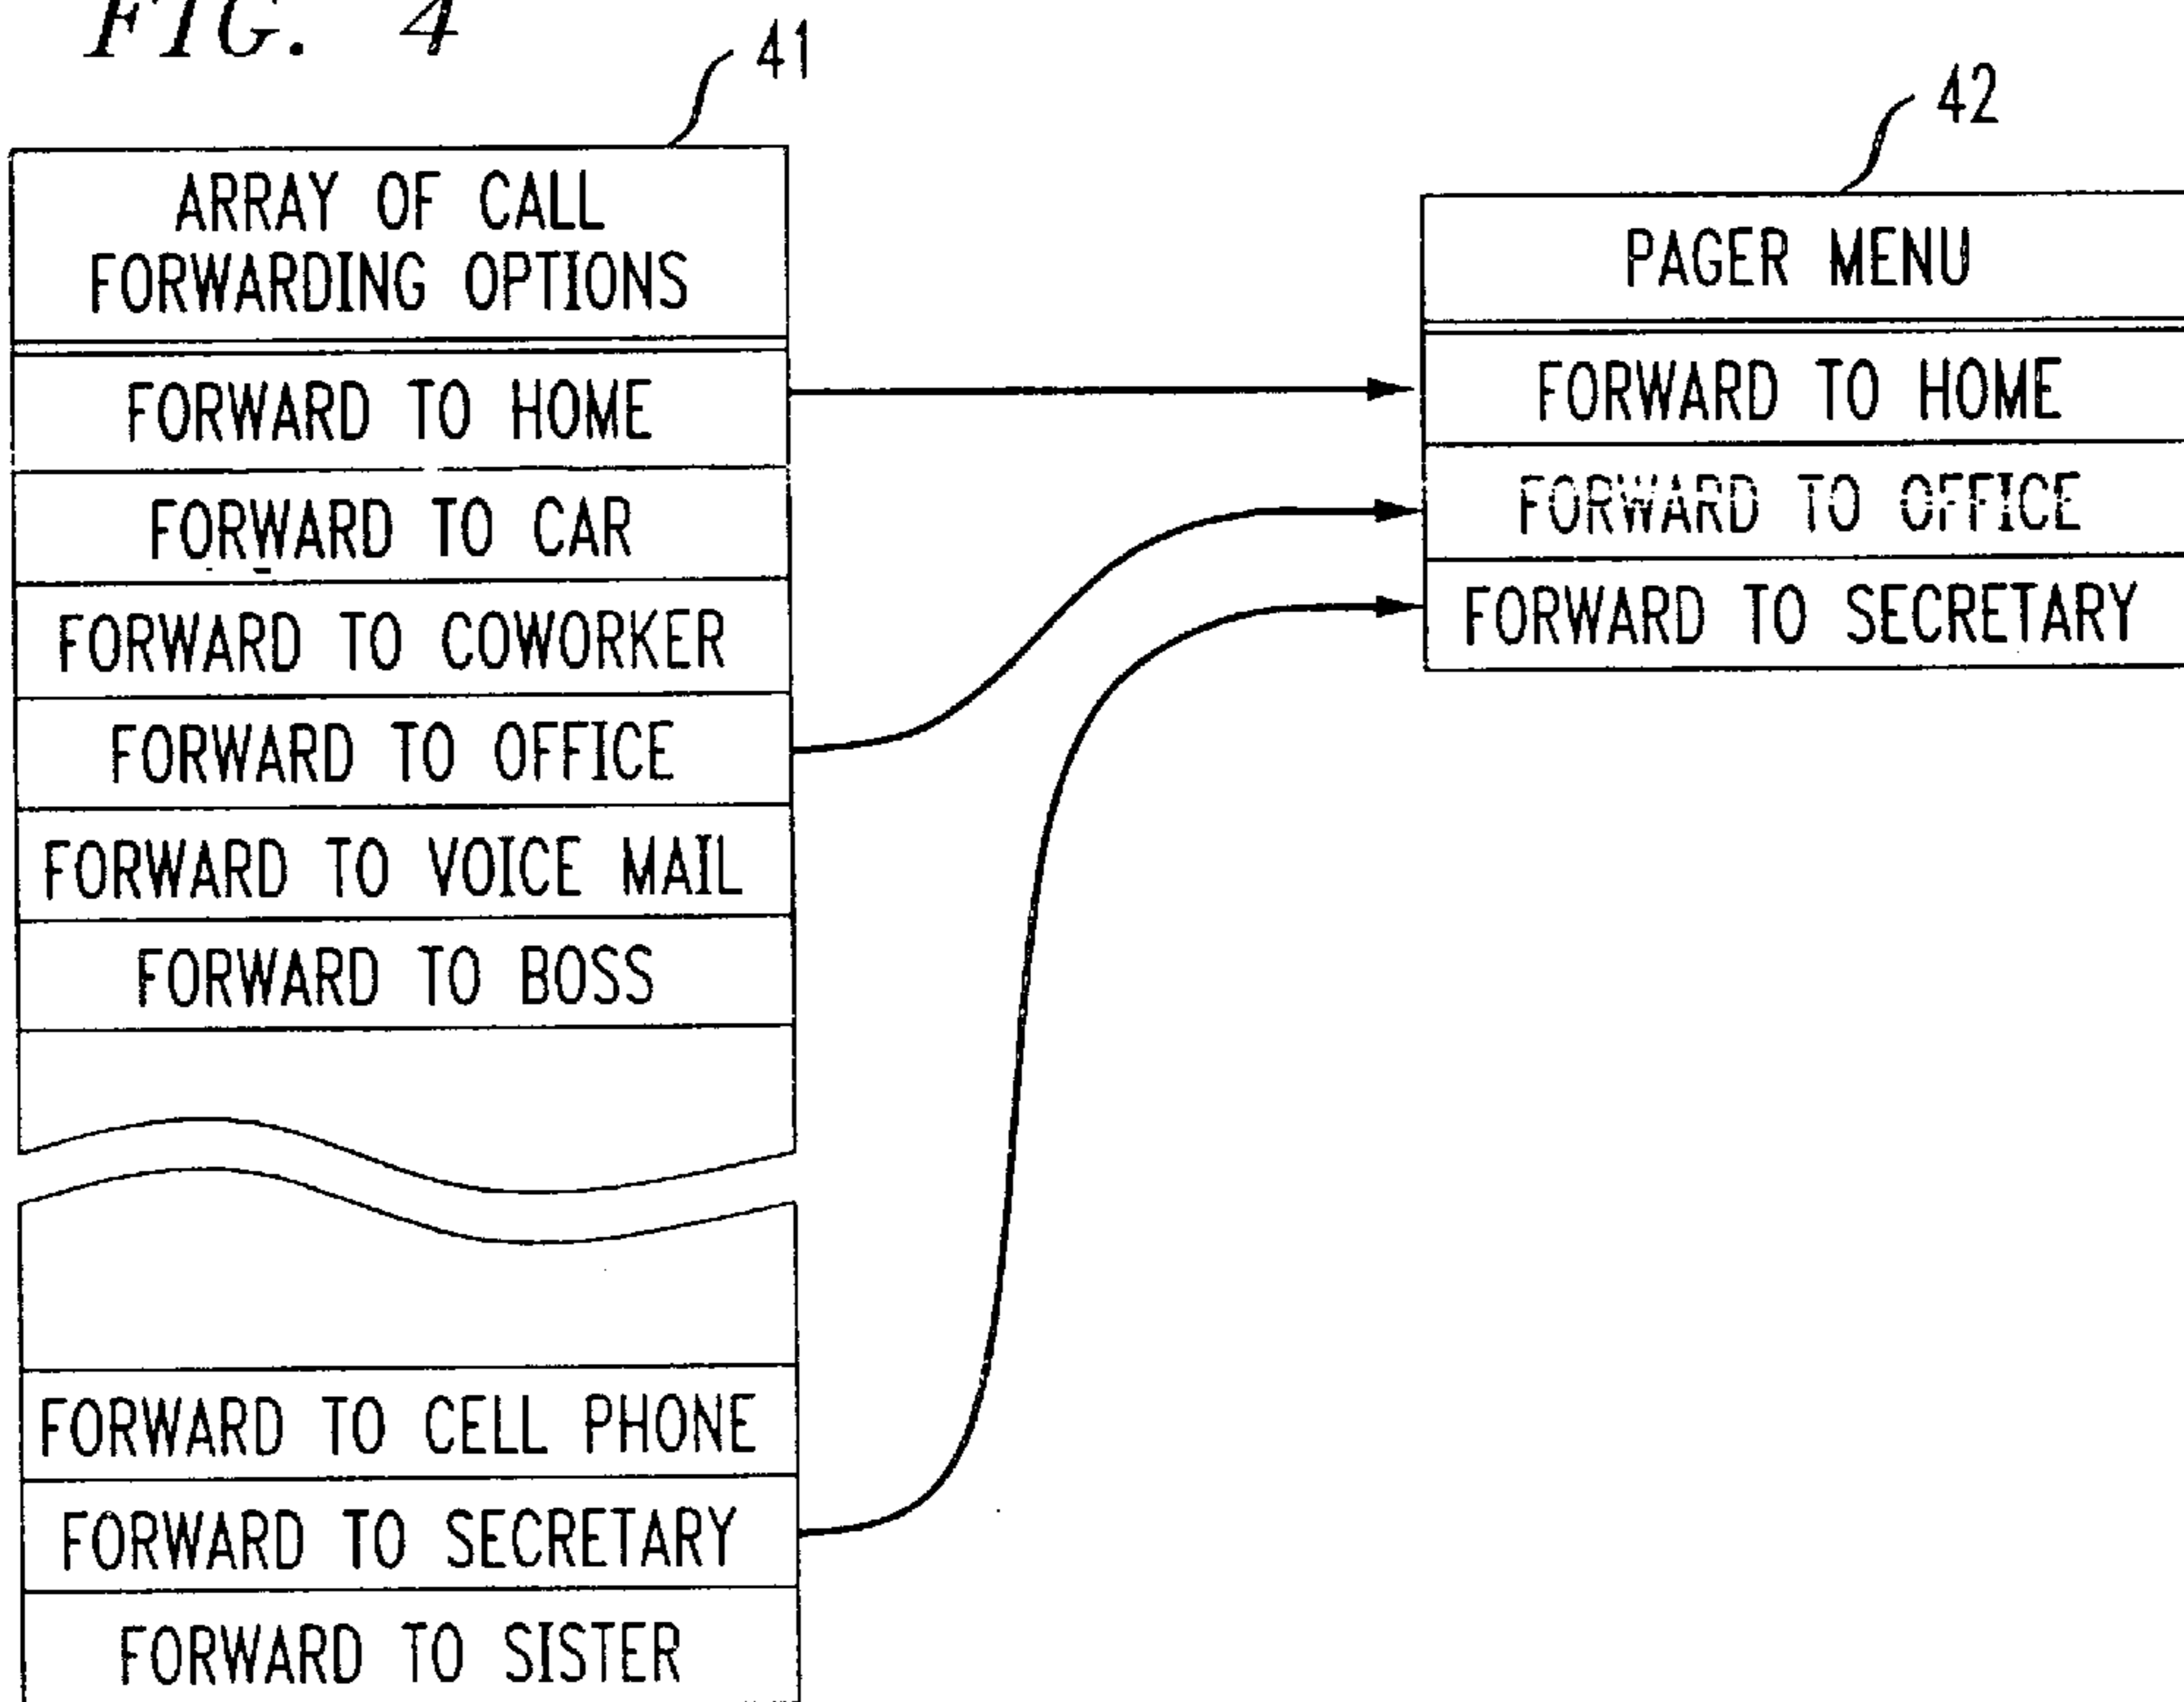 FIG. 4
41
ARRAY OF CALL
FORWARDING OPTIONS
FORWARD TO HOME
FORWARD TO CAR
FORWARD TO COWORKER
FORWARD TO OFFICE
FORWARD TO VOICE MAIL
FORWARD TO BOSS
FORWARD TO CELL PHONE
FORWARD TO SECRETARY
FORWARD TO SISTER
42
PAGER MENU
FORWARD TO HOME
FORWARD TO OFFICE
FORWARD TO SECRETARY